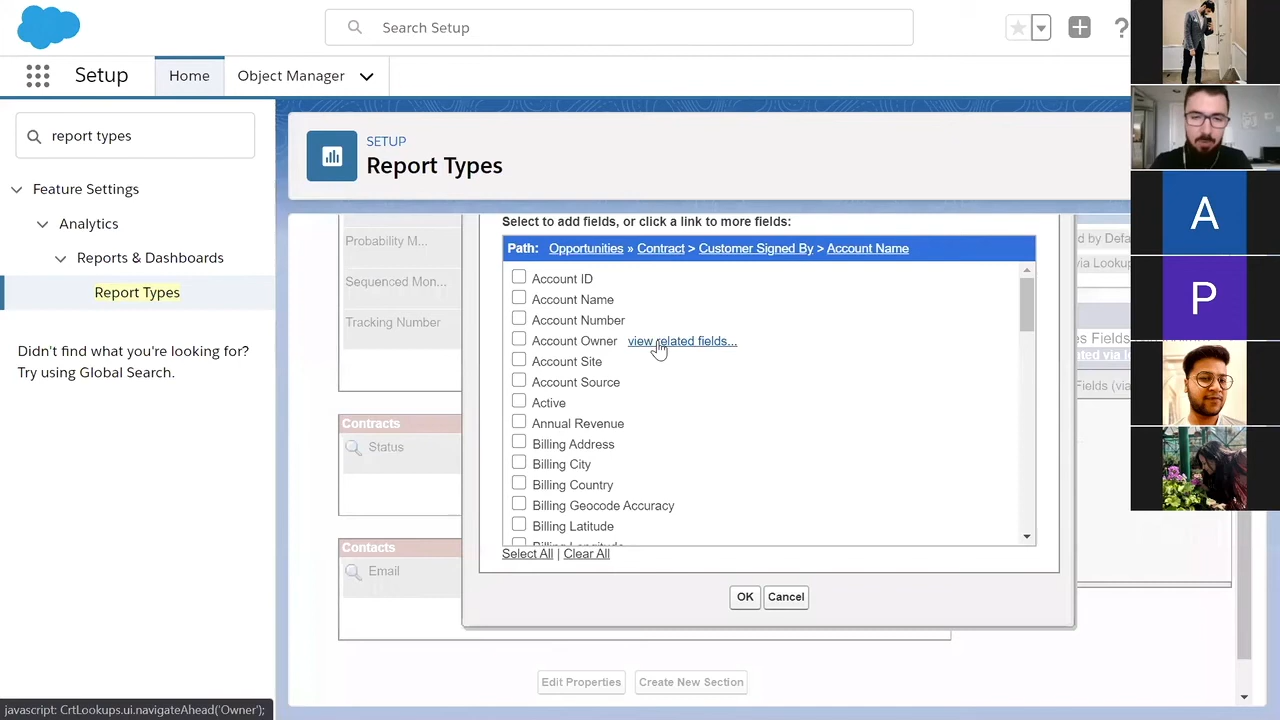 Search Setup
?
Setup
Home
Object Manager
report types
Feature Settings
Analytics
Reports & Dashboards
Report Types
Didn't find what you're looking for?
Try using Global Search.
SETUP
Report Types
Probability M...
Sequenced Mon...
Tracking Number
Contracts
Status
Contacts
Email
Select to add fields, or click a link to more fields:
Path: Opportunities » Contract > Customer Signed By > Account Name
Account ID
Account Name
Account Number
Account Owner view related fields...
Account Site
Account Source
Active
Annual Revenue
Billing Address
Billing City
Billing Country
Billing Geocode Accuracy
Billing Latitude
Select All | Clear All
OK
Cancel
Edit Properties
Create New Section
A
P
javascript: CrtLookups.ui.navigateAhead('Owner');